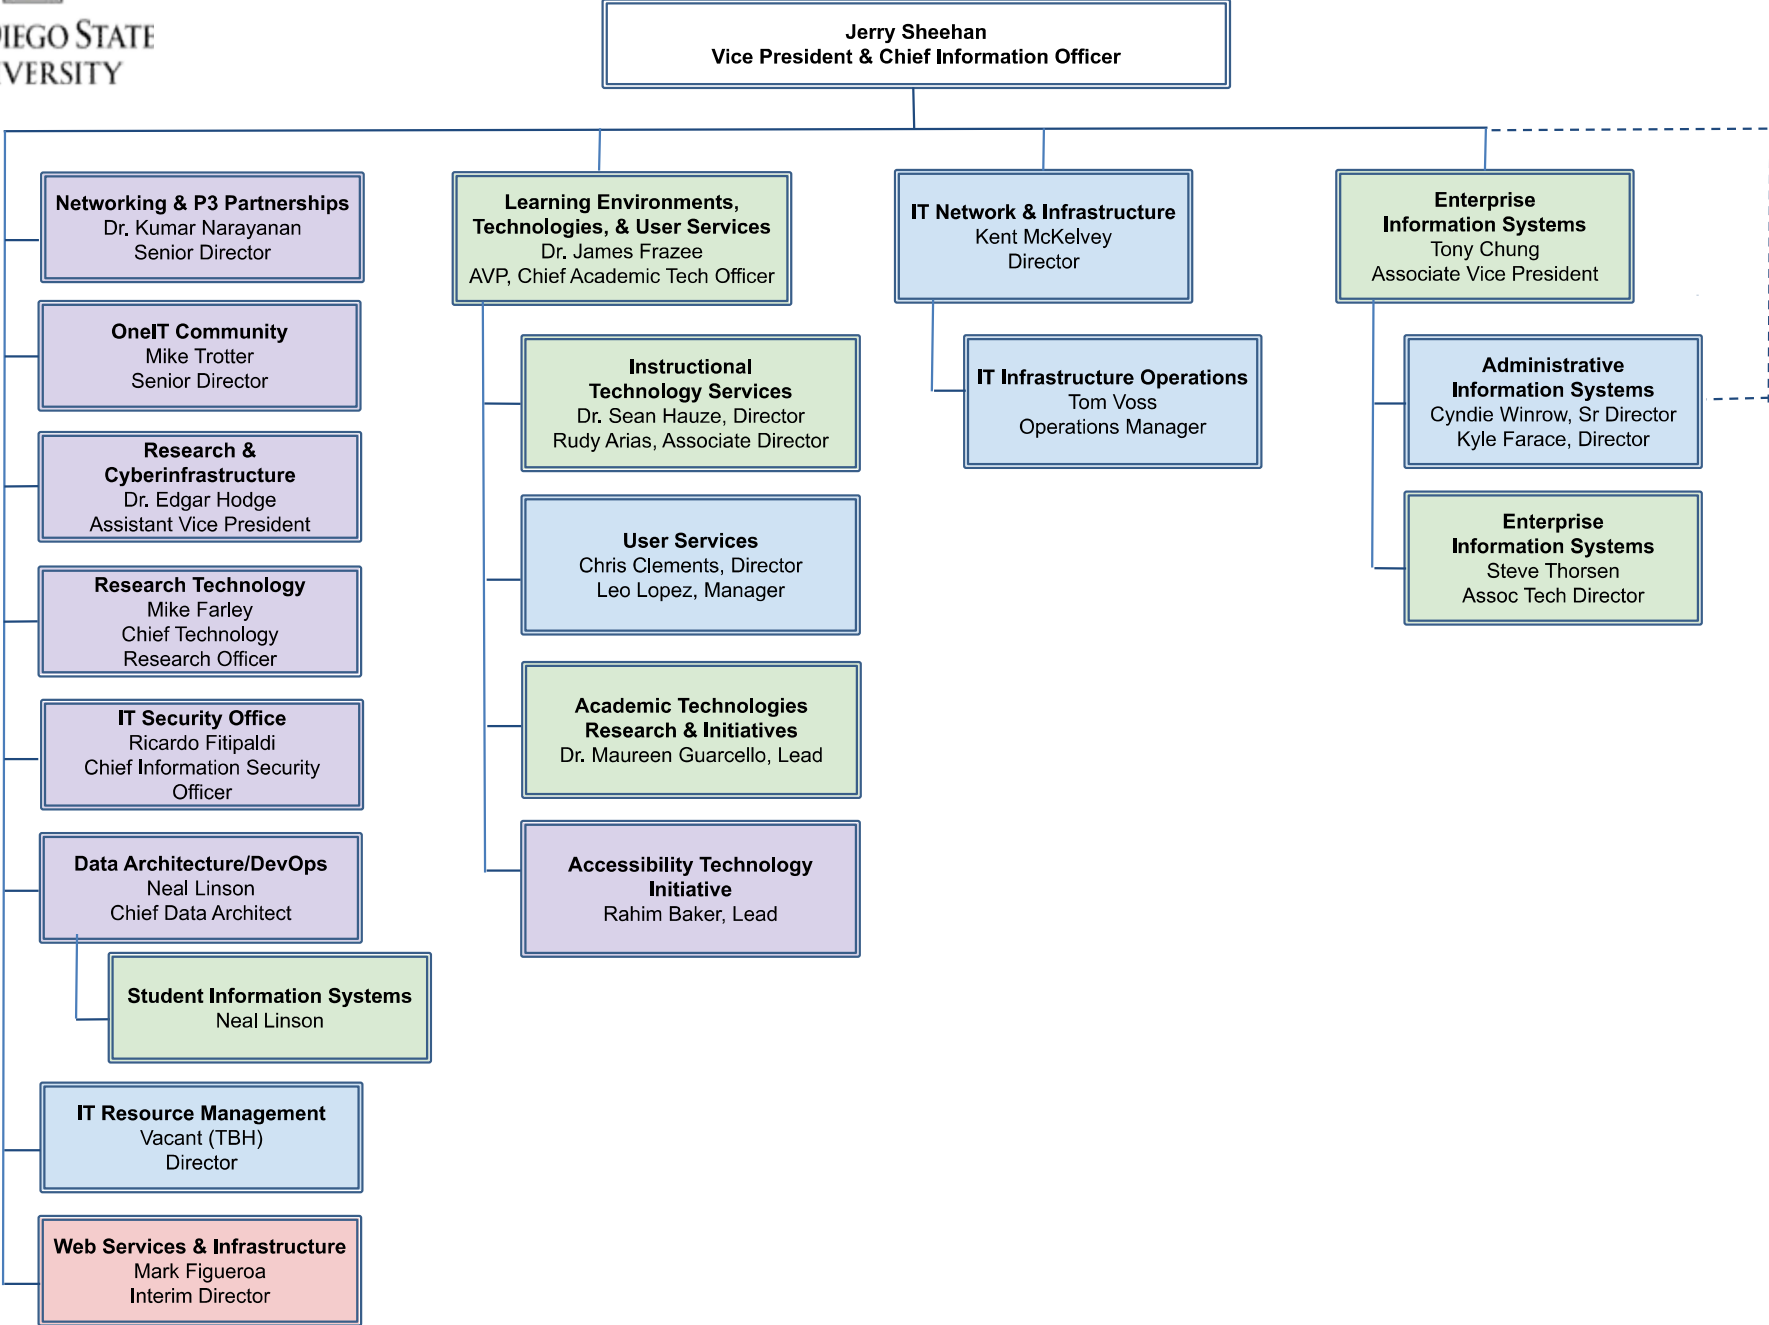 DIEGO STATE
VERSITY
Jerry Sheehan
Vice President & Chief Information Officer
Networking & P3 Partnerships
Dr. Kumar Narayanan
Senior Director
OneIT Community
Mike Trotter
Senior Director
Research &
Cyberinfrastructure
Dr. Edgar Hodge
Assistant Vice President
Research Technology
Mike Farley
Chief Technology
Research Officer
IT Security Office
Ricardo Fitipaldi
Chief Information Security
Officer
Data Architecture/DevOps
Neal Linson
Chief Data Architect
Student Information Systems
Neal Linson
IT Resource Management
Vacant (TBH)
Director
Web Services & Infrastructure
Mark Figueroa
Interim Director
Learning Environments,
Technologies, & User Services
Dr. James Frazee
AVP, Chief Academic Tech Officer
Instructional
Technology Services
Dr. Sean Hauze, Director
Rudy Arias, Associate Director
User Services
Chris Clements, Director
Leo Lopez, Manager
Academic Technologies
Research & Initiatives
Dr. Maureen Guarcello, Lead
Accessibility Technology
Initiative
Rahim Baker, Lead
IT Network & Infrastructure
Kent McKelvey
Director
IT Infrastructure Operations
Tom Voss
Operations Manager
Enterprise
Information Systems
Tony Chung
Associate Vice President
Administrative
Information Systems
Cyndie Winrow, Sr Director
Kyle Farace, Director
Enterprise
Information Systems
Steve Thorsen
Assoc Tech Director